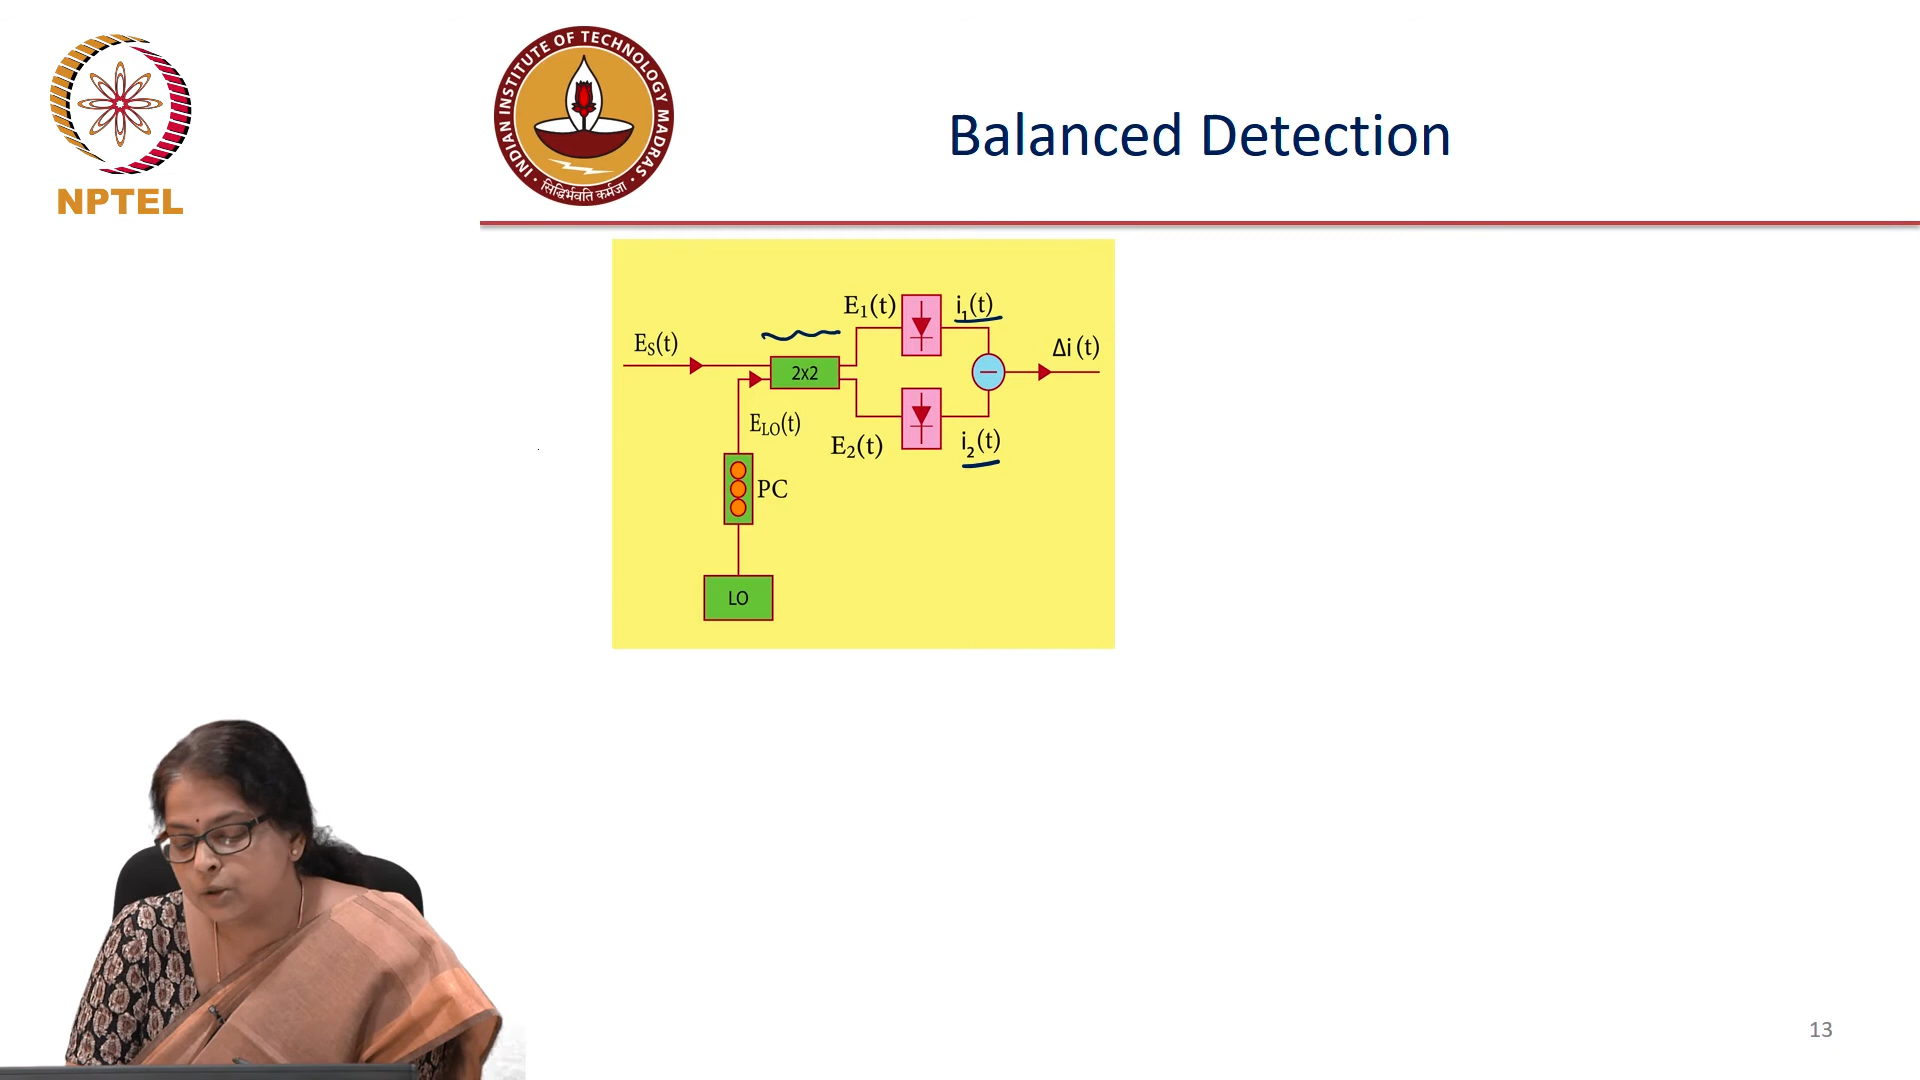 NPTEL
INDIAN INSTITUTE OF TECHNOLOGY MADRAS
सिद्धिर्भवति कर्मजा
Balanced Detection
E₁(t)
i₁(t)
Eₛ(t)
2x2
Δi (t)
E_LO(t)
E₂(t)
i₂(t)
PC
LO
13